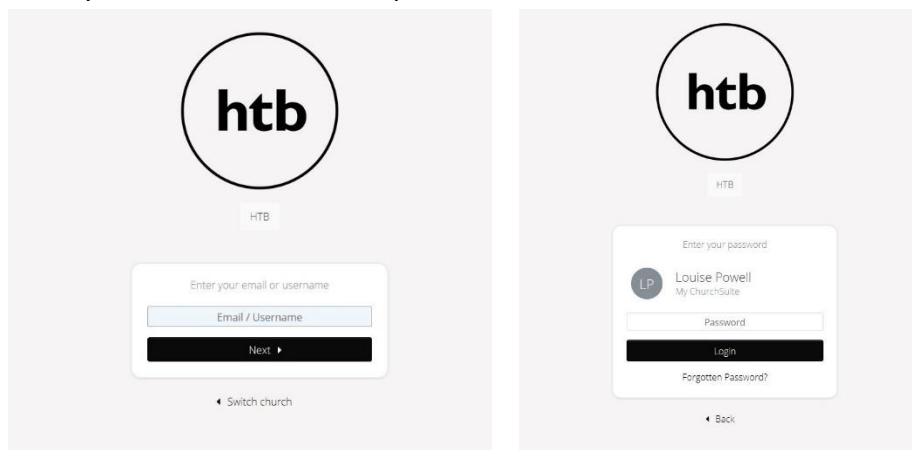 htb
HTB
Enter your email or username
Email / Username
Next
Switch church
htb
HTB
Enter your password
LP
Louise Powell
My ChurchSuite
Password
Login
Forgotten Password?
Back